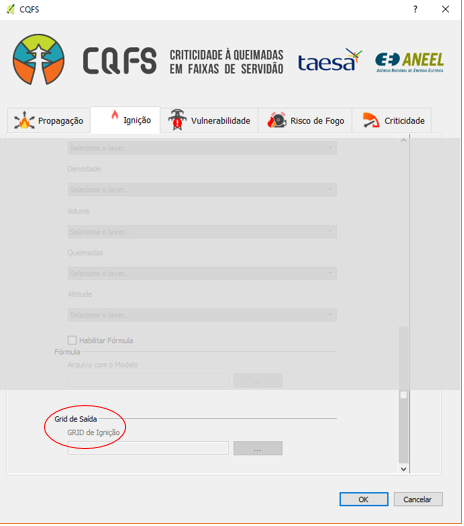 CQFS
?
CQFS
CRITICIDADE À QUEIMADAS
EM FAIXAS DE SERVIDÃO
taesa
ANEEL
AGÊNCIA NACIONAL DE ENERGIA ELÉTRICA
Propagação
Ignição
Vulnerabilidade
Risco de Fogo
Criticidade
Selecione o layer...
Densidade
Selecione o layer...
Volume
Selecione o layer...
Queimadas
Selecione o layer...
Altitude
Selecione o layer...
Habilitar Fórmula
Fórmula
Arquivo com o Modelo
...
Grid de Saída
GRID de Ignição
...
OK
Cancelar